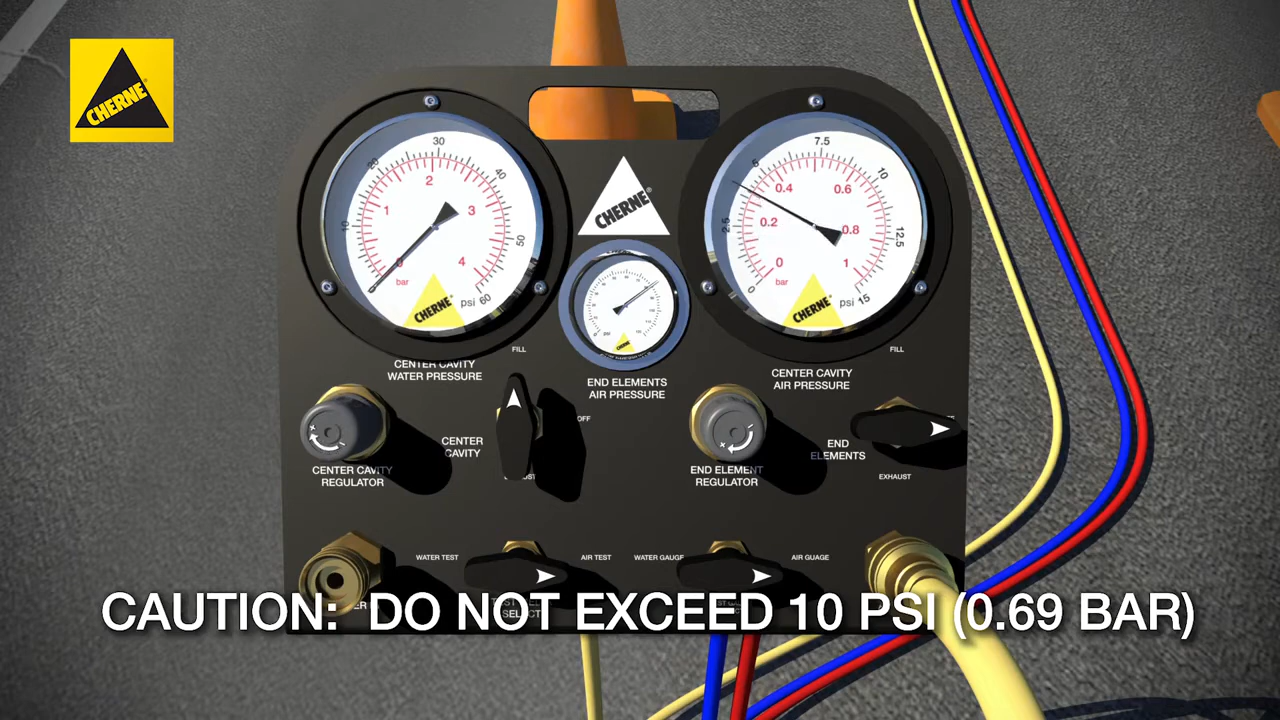 CHERNE
10
20
30
40
50
60
psi
0
1
2
3
4
bar
CHERNE
CENTER CAVITY
WATER PRESSURE
CHERNE
CHERNE
END ELEMENTS
AIR PRESSURE
0
2.5
5
7.5
10
12.5
15
psi
0
0.2
0.4
0.6
0.8
1
bar
CHERNE
CENTER CAVITY
AIR PRESSURE
FILL
OFF
CENTER
CAVITY
FILL
END
ELEMENTS
EXHAUST
CENTER CAVITY
REGULATOR
END ELEMENT
REGULATOR
WATER TEST
AIR TEST
WATER GAUGE
AIR GUAGE
CAUTION: DO NOT EXCEED 10 PSI (0.69 BAR)